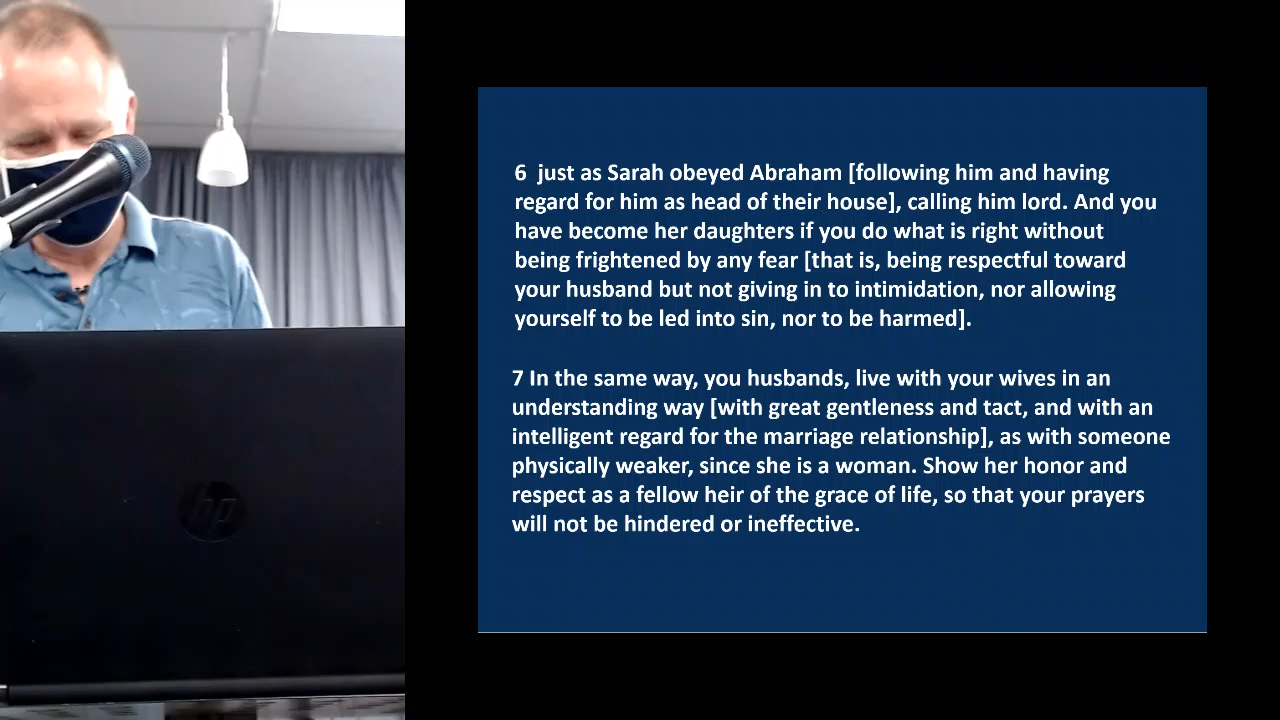 6  just as Sarah obeyed Abraham [following him and having
regard for him as head of their house], calling him lord. And you
have become her daughters if you do what is right without
being frightened by any fear [that is, being respectful toward
your husband but not giving in to intimidation, nor allowing
yourself to be led into sin, nor to be harmed].
7 In the same way, you husbands, live with your wives in an
understanding way [with great gentleness and tact, and with an
intelligent regard for the marriage relationship], as with someone
physically weaker, since she is a woman. Show her honor and
respect as a fellow heir of the grace of life, so that your prayers
will not be hindered or ineffective.
hp